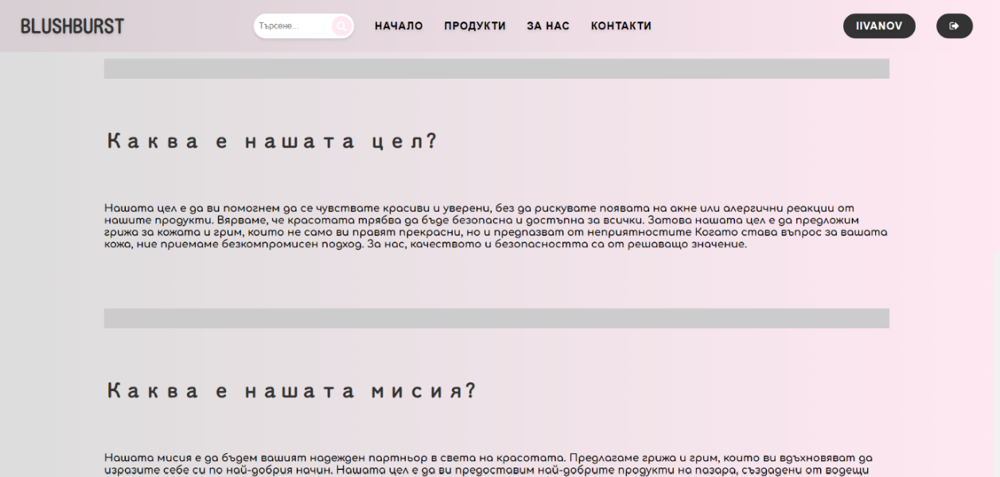 BLUSHBURST
Търсене...
НАЧАЛО
ПРОДУКТИ
ЗА НАС
КОНТАКТИ
IIVANOV
Каква е нашата цел?
Нашата цел е да ви помогнем да се чувствате красиви и уверени, без да рискувате появата на акне или алергични реакции от
нашите продукти. Вярваме, че красотата трябва да бъде безопасна и достъпна за всички. Затова нашата цел е да предложим
грижа за кожата и грим, които не само ви правят прекрасни, но и предпазват от неприятностите Когато става въпрос за вашата
кожа, ние приемаме безкомпромисен подход. За нас, качеството и безопасността са от решаващо значение.
Каква е нашата мисия?
Нашата мисия е да бъдем вашият надежден партньор в света на красотата. Предлагаме грижа и грим, които ви вдъхновяват да
изразите себе си по най-добрия начин. Нашата цел е да ви предоставим най-добрите продукти на пазара, създадени от водещи